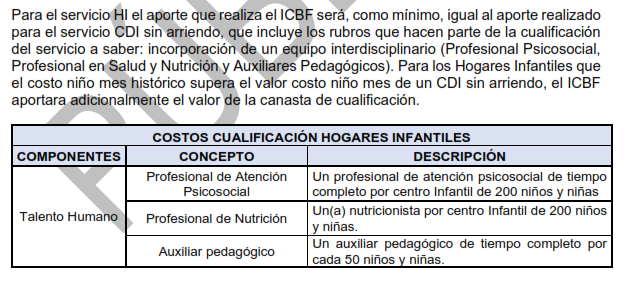 Para el servicio HI el aporte que realiza el ICBF será, como mínimo, igual al aporte realizado
para el servicio CDI sin arriendo, que incluye los rubros que hacen parte de la cualificación
del servicio a saber: incorporación de un equipo interdisciplinario (Profesional Psicosocial,
Profesional en Salud y Nutrición y Auxiliares Pedagógicos). Para los Hogares Infantiles que
el costo niño mes histórico supera el valor costo niño mes de un CDI sin arriendo, el ICBF
aportara adicionalmente el valor de la canasta de cualificación.
COSTOS CUALIFICACIÓN HOGARES INFANTILES
COMPONENTES CONCEPTO DESCRIPCIÓN
Talento Humano
Profesional de Atención
Psicosocial
Un profesional de atención psicosocial de tiempo
completo por centro Infantil de 200 niños y niñas
Profesional de Nutrición
Un(a) nutricionista por centro Infantil de 200 niños
y niñas.
Auxiliar pedagógico
Un auxiliar pedagógico de tiempo completo por
cada 50 niños y niñas.
PÚB